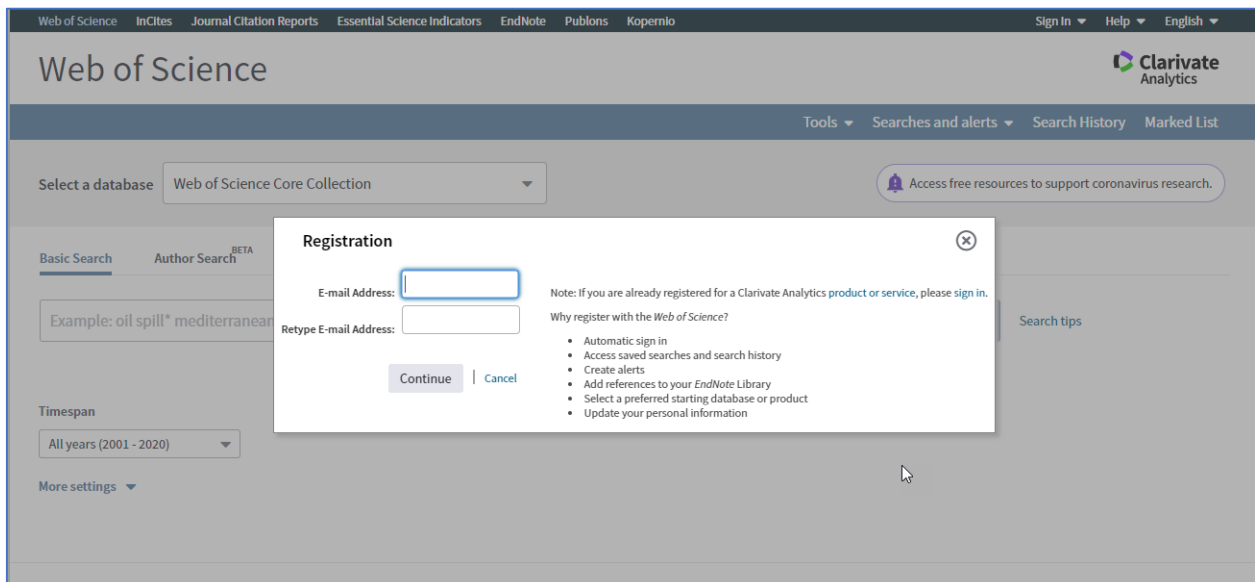 Web of Science InCites Journal Citation Reports Essential Science Indicators EndNote Publons Kopernio Sign In Help English
Web of Science
Clarivate
Analytics
Tools Searches and alerts Search History Marked List
Select a database Web of Science Core Collection
Access free resources to support coronavirus research.
Registration
Basic Search Author Search BETA
E-mail Address:
Retype E-mail Address:
Continue | Cancel
Note: If you are already registered for a Clarivate Analytics product or service, please sign in.
Why register with the Web of Science?
• Automatic sign in
• Access saved searches and search history
• Create alerts
• Add references to your EndNote Library
• Select a preferred starting database or product
• Update your personal information
Example: oil spill* mediterranean
Search tips
Timespan
All years (2001 - 2020)
More settings